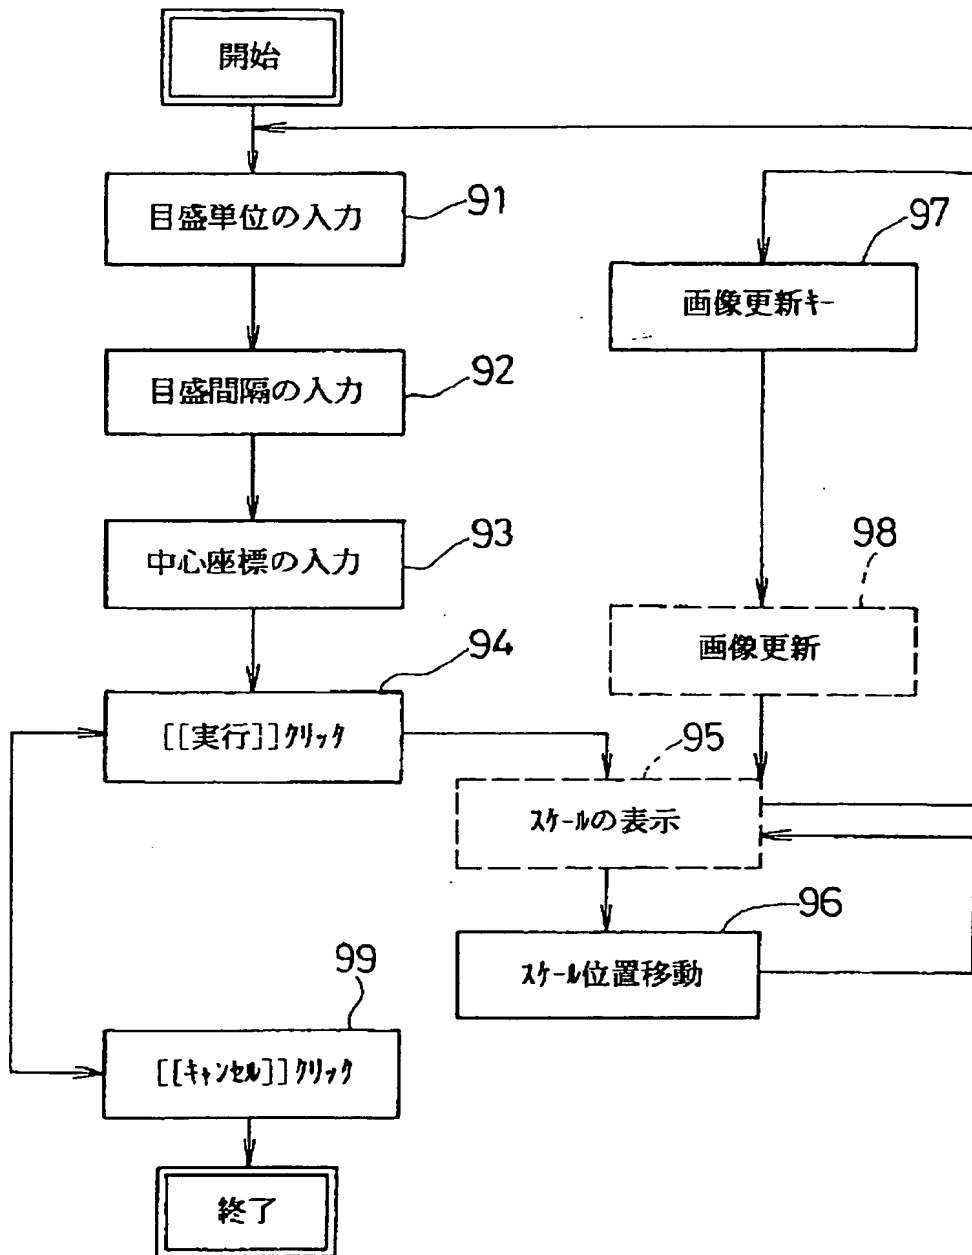 開始
目盛単位の入力
91
97
画像更新ｷｰ
目盛間隔の入力
92
中心座標の入力
93
98
画像更新
94
[[実行]]ｸﾘｯｸ
95
ｽｹｰﾙの表示
96
ｽｹｰﾙ位置移動
99
[[ｷｬﾝｾﾙ]]ｸﾘｯｸ
終了